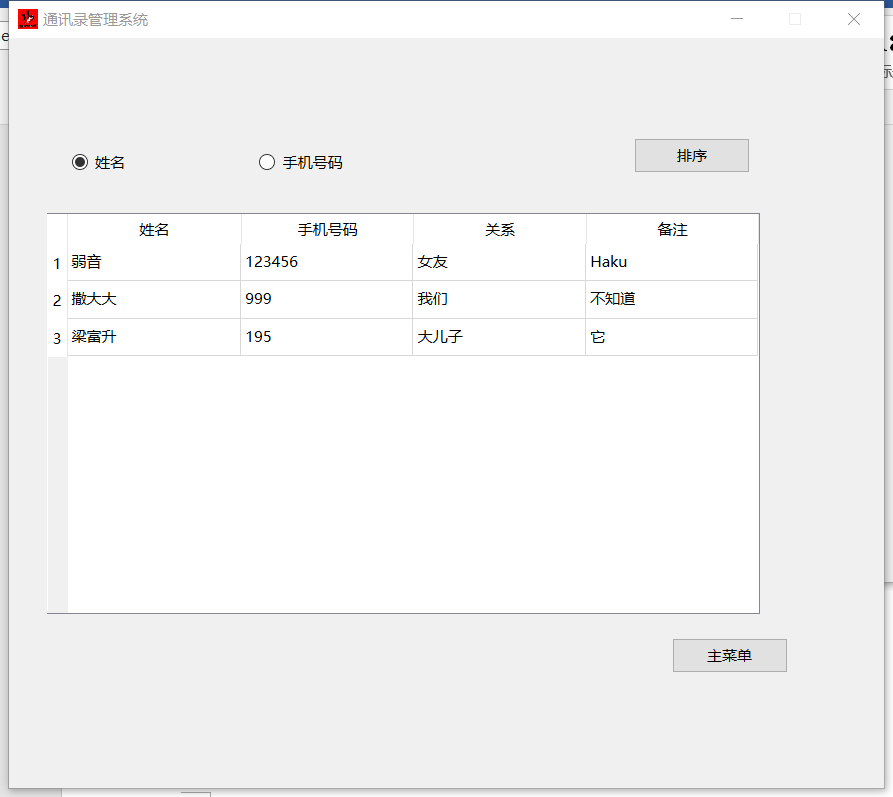 通讯录管理系统
姓名 手机号码 排序
姓名 手机号码 关系 备注
1 弱音 123456 女友 Haku
2 撒大大 999 我们 不知道
3 梁富升 195 大儿子 它
主菜单